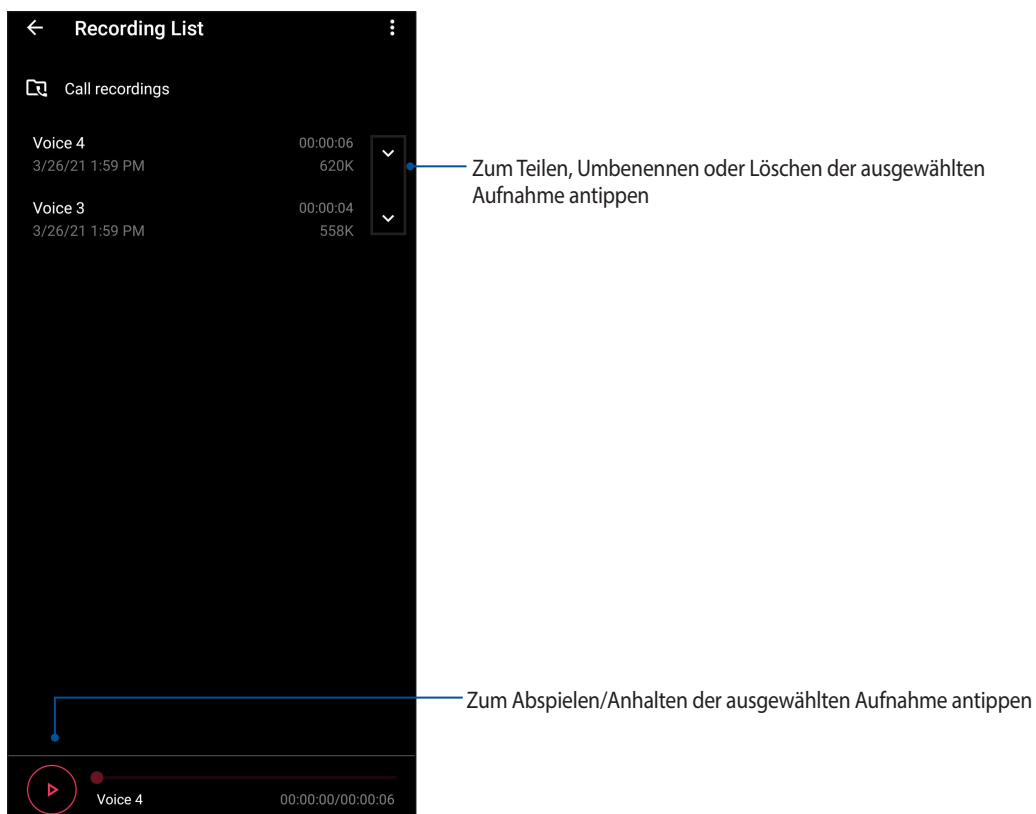 Recording List
Call recordings
Voice 4 00:00:06
3/26/21 1:59 PM 620K
Zum Teilen, Umbenennen oder Löschen der ausgewählten
Aufnahme antippen
Voice 3 00:00:04
3/26/21 1:59 PM 558K
Zum Abspielen/Anhalten der ausgewählten Aufnahme antippen
Voice 4 00:00:00/00:00:06